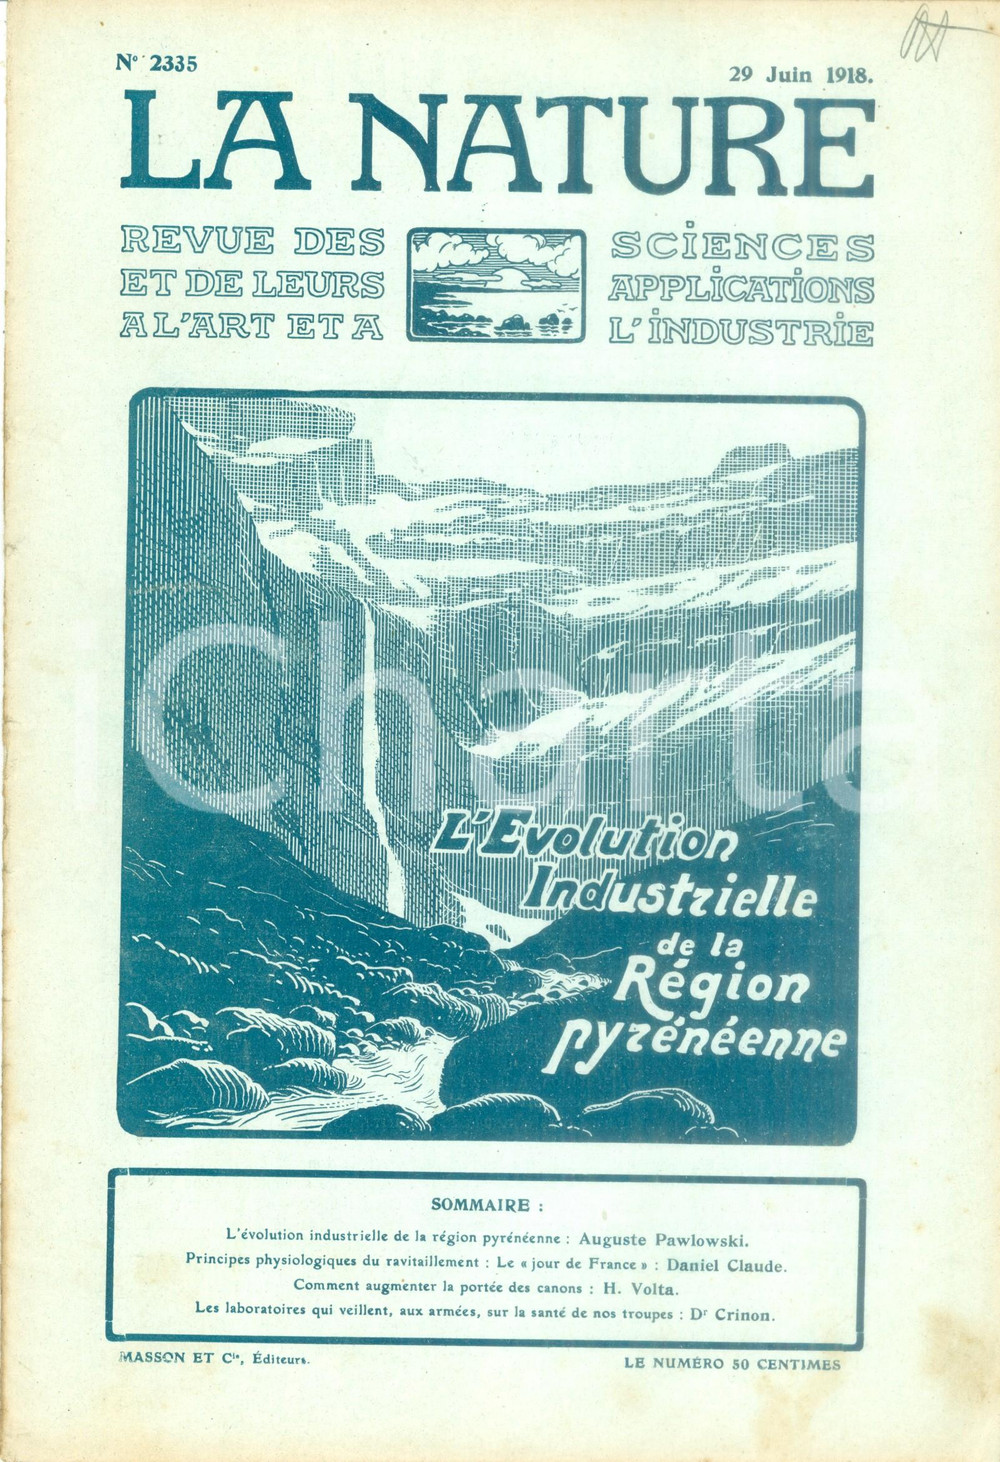 N° 2335
29 Juin 1918.
LA NATURE
REVUE DES SCIENCES
ET DE LEURS APPLICATIONS
A L'ART ET A L'INDUSTRIE
L'Evolution
Industrielle
de la
Région
pyrénéenne
iCharta
SOMMAIRE :
L'évolution industrielle de la région pyrénéenne : Auguste Pawlowski.
Principes physiologiques du ravitaillement : Le « jour de France » : Daniel Claude.
Comment augmenter la portée des canons : H. Volta.
Les laboratoires qui veillent, aux armées, sur la santé de nos troupes : Dr Crinon.
MASSON ET Cie, Éditeurs.
LE NUMÉRO 50 CENTIMES